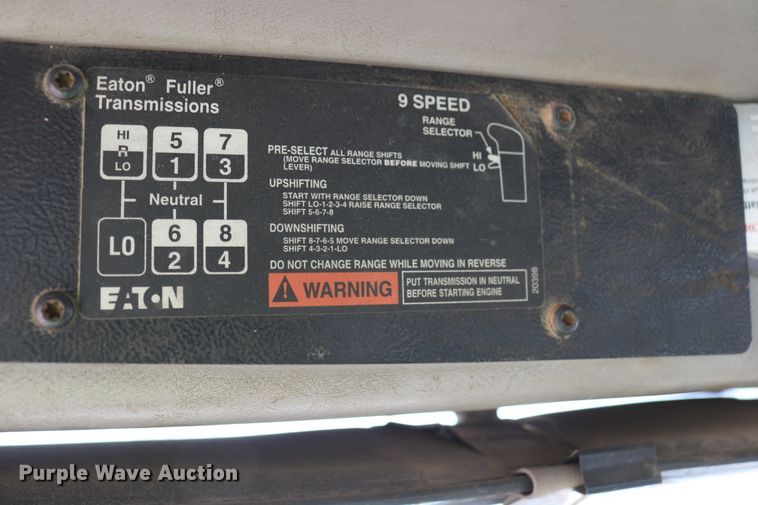 Eaton® Fuller®
Transmissions
HI
R
LO
5
1
7
3
Neutral
LO
6
2
8
4
EATON
9 SPEED
RANGE
SELECTOR
HI
LO
PRE-SELECT ALL RANGE SHIFTS
(MOVE RANGE SELECTOR BEFORE MOVING SHIFT
LEVER)
UPSHIFTING
START WITH RANGE SELECTOR DOWN
SHIFT LO-1-2-3-4 RAISE RANGE SELECTOR
SHIFT 5-6-7-8
DOWNSHIFTING
SHIFT 8-7-6-5 MOVE RANGE SELECTOR DOWN
SHIFT 4-3-2-1-LO
DO NOT CHANGE RANGE WHILE MOVING IN REVERSE
WARNING
PUT TRANSMISSION IN NEUTRAL
BEFORE STARTING ENGINE
20398
Purple Wave Auction